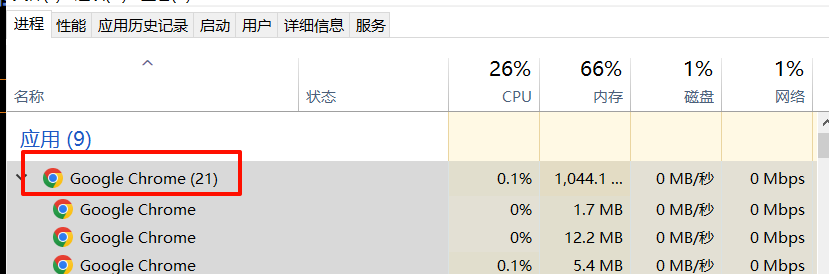 进程 性能 应用历史记录 启动 用户 详细信息 服务
26% 66% 1% 1%
名称 状态 CPU 内存 磁盘 网络
应用 (9)
Google Chrome (21) 0.1% 1,044.1 ... 0 MB/秒 0 Mbps
Google Chrome 0% 1.7 MB 0 MB/秒 0 Mbps
Google Chrome 0% 12.2 MB 0 MB/秒 0 Mbps
Google Chrome 0.1% 5.4 MB 0 MB/秒 0 Mbps